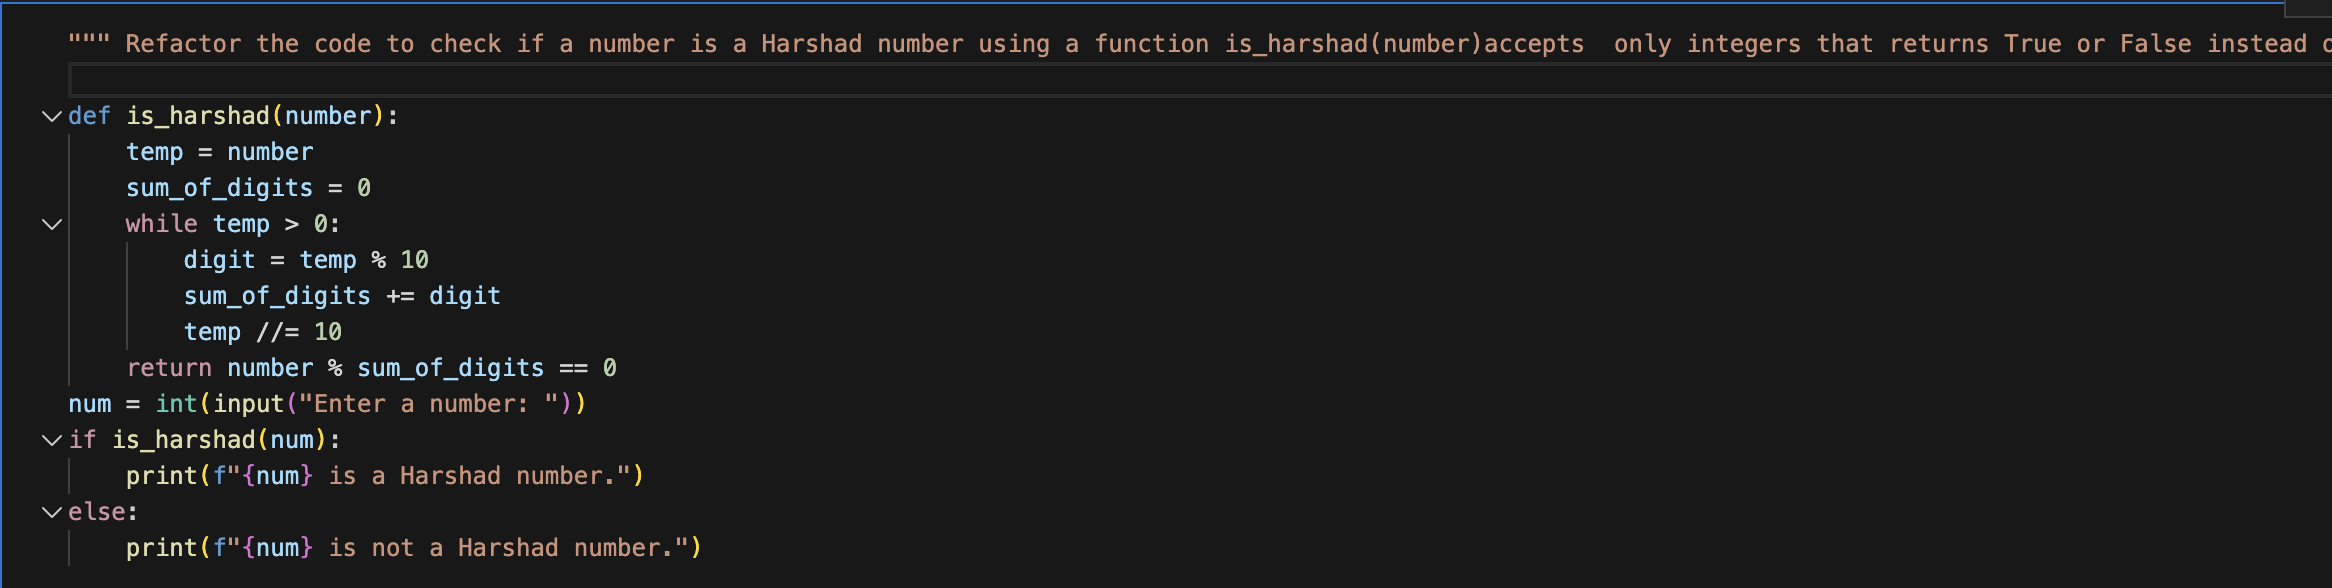 """ Refactor the code to check if a number is a Harshad number using a function is_harshad(number)accepts  only integers that returns True or False instead
def is_harshad(number):
    temp = number
    sum_of_digits = 0
    while temp > 0:
        digit = temp % 10
        sum_of_digits += digit
        temp //= 10
    return number % sum_of_digits == 0
num = int(input("Enter a number: "))
if is_harshad(num):
    print(f"{num} is a Harshad number.")
else:
    print(f"{num} is not a Harshad number.")